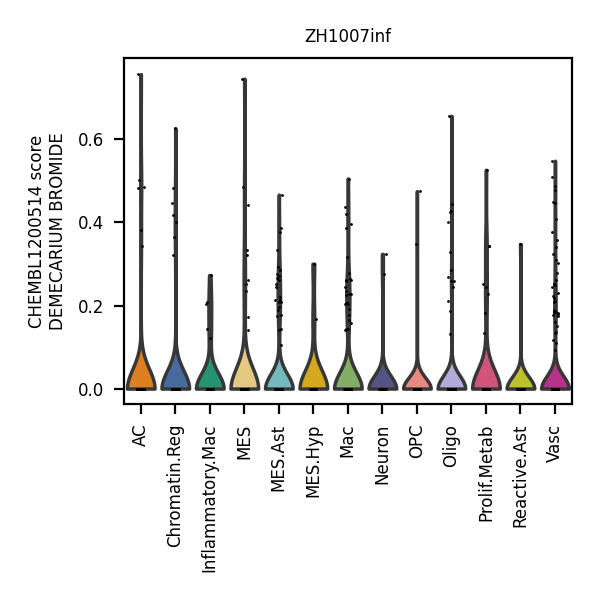 ZH1007inf
CHEMBL1200514 score
DEMECARIUM BROMIDE
0.6
0.4
0.2
0.0
AC
Chromatin.Reg
Inflammatory.Mac
MES
MES.Ast
MES.Hyp
Mac
Neuron
OPC
Oligo
Prolif.Metab
Reactive.Ast
Vasc